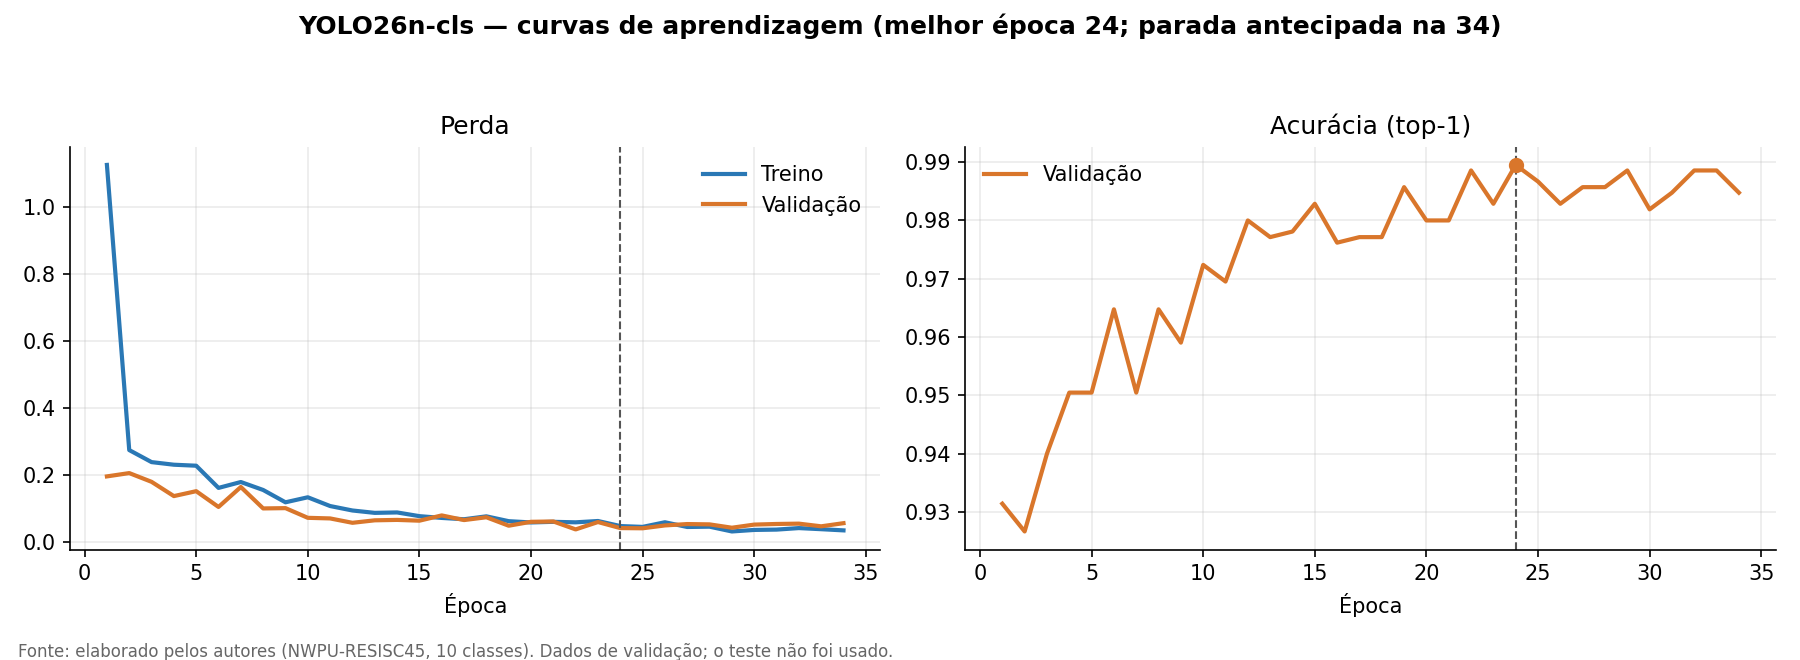 YOLO26n-cls — curvas de aprendizagem (melhor época 24; parada antecipada na 34)
Perda
Treino
Validação
1.0
0.8
0.6
0.4
0.2
0.0
0 5 10 15 20 25 30 35
Época
Acurácia (top-1)
Validação
0.99
0.98
0.97
0.96
0.95
0.94
0.93
0 5 10 15 20 25 30 35
Época
Fonte: elaborado pelos autores (NWPU-RESISC45, 10 classes). Dados de validação; o teste não foi usado.